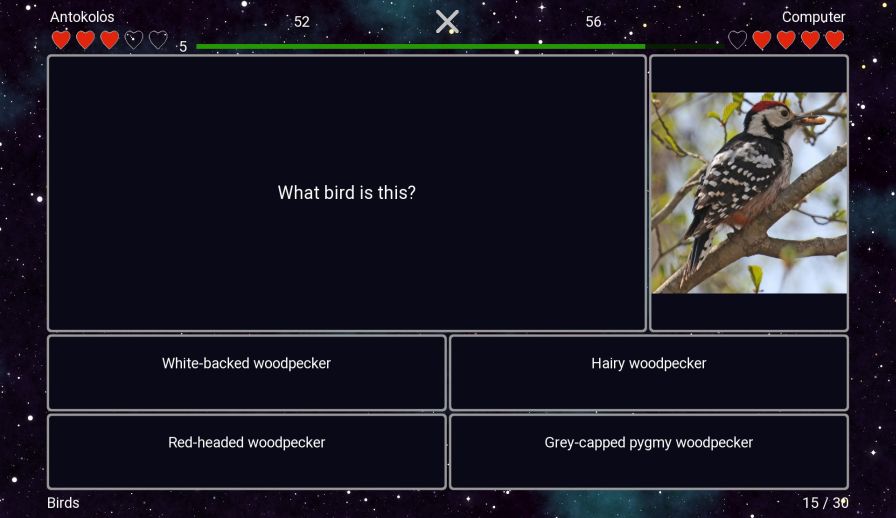 Antokolos
52
56
Computer
5
What bird is this?
White-backed woodpecker
Hairy woodpecker
Red-headed woodpecker
Grey-capped pygmy woodpecker
Birds
15 / 30